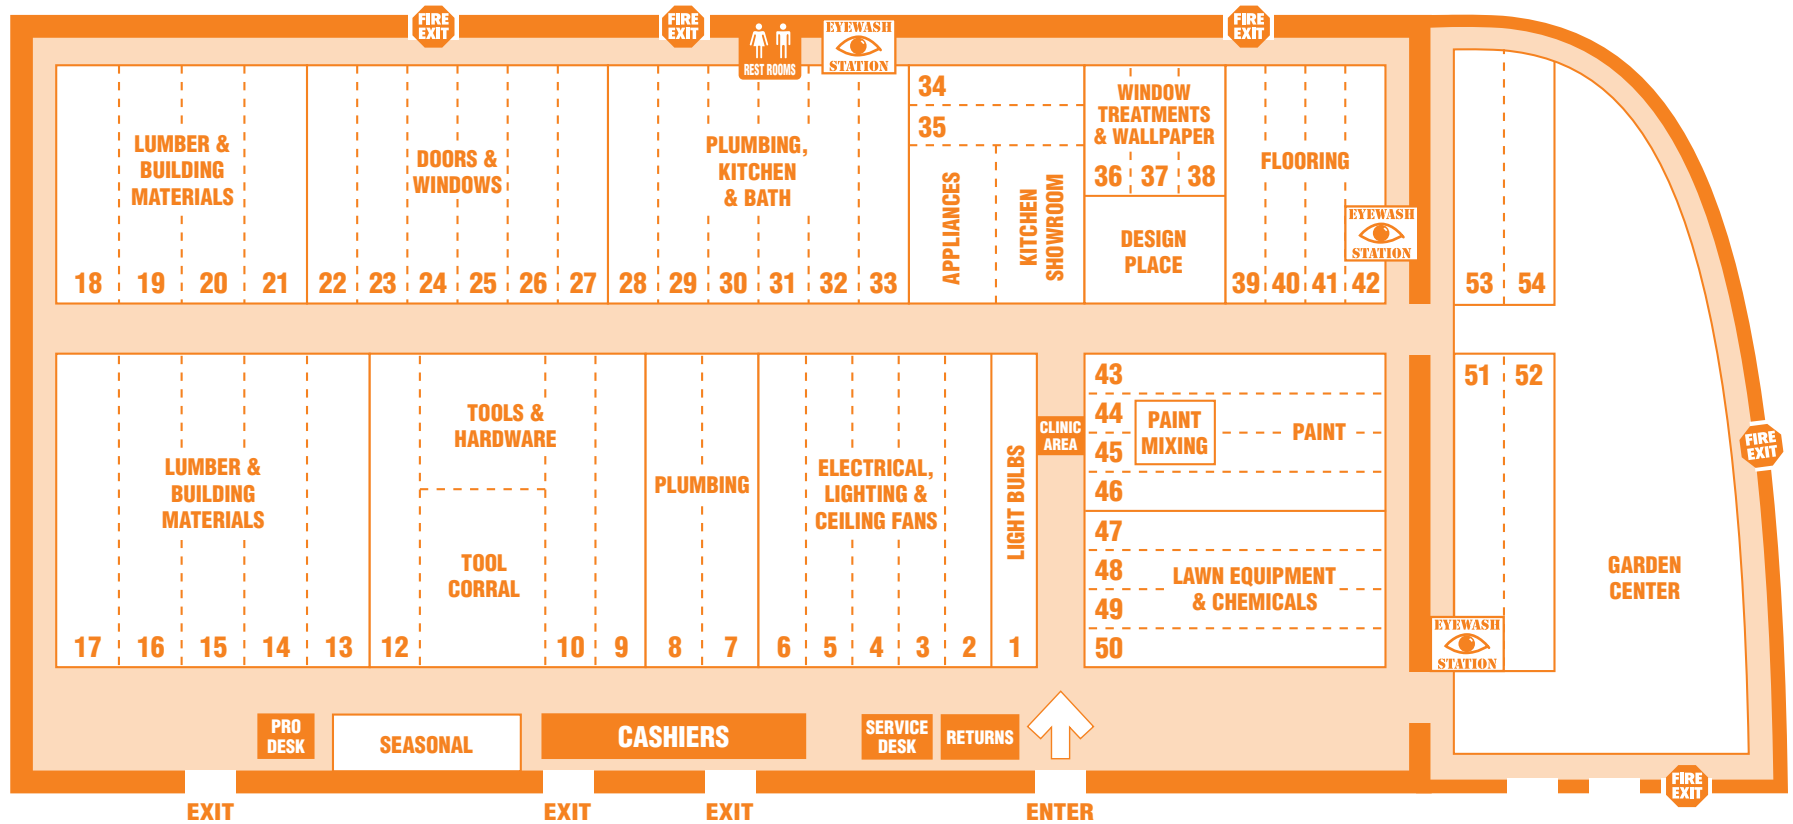 FIRE
EXIT
FIRE
EXIT
REST ROOMS
EYEWASH
STATION
FIRE
EXIT
LUMBER &
BUILDING
MATERIALS
18 19 20 21
DOORS &
WINDOWS
22 23 24 25 26 27
PLUMBING,
KITCHEN
& BATH
28 29 30 31 32 33
34
35
APPLIANCES
KITCHEN
SHOWROOM
WINDOW
TREATMENTS
& WALLPAPER
36 37 38
DESIGN
PLACE
FLOORING
39 40 41 42
EYEWASH
STATION
53 54
LUMBER &
BUILDING
MATERIALS
17 16 15 14 13
TOOLS &
HARDWARE
TOOL
CORRAL
12 10 9
PLUMBING
8 7
ELECTRICAL,
LIGHTING &
CEILING FANS
6 5 4 3 2
LIGHT BULBS
1
CLINIC
AREA
43
44
45
46
PAINT
MIXING
PAINT
47
48
49
50
LAWN EQUIPMENT
& CHEMICALS
51 52
EYEWASH
STATION
GARDEN
CENTER
FIRE
EXIT
PRO
DESK
SEASONAL
CASHIERS
SERVICE
DESK
RETURNS
FIRE
EXIT
EXIT
EXIT
EXIT
ENTER